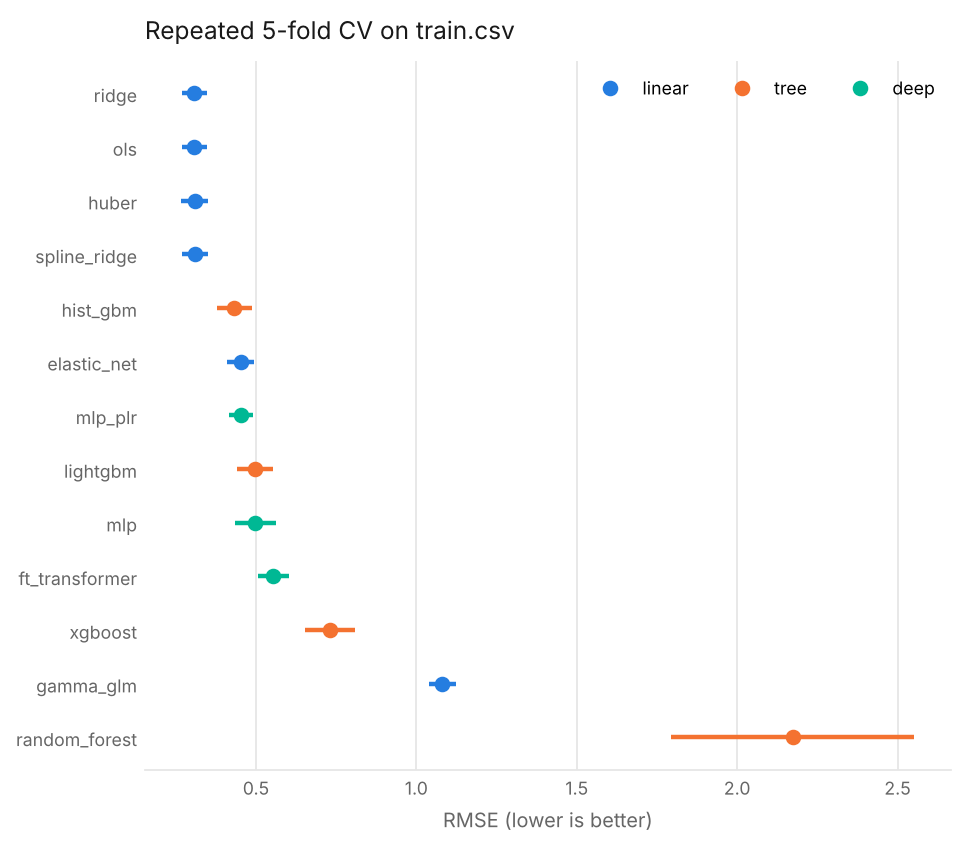 Repeated 5-fold CV on train.csv
linear tree deep
ridge
ols
huber
spline_ridge
hist_gbm
elastic_net
mlp_plr
lightgbm
mlp
ft_transformer
xgboost
gamma_glm
random_forest
0.5 1.0 1.5 2.0 2.5
RMSE (lower is better)